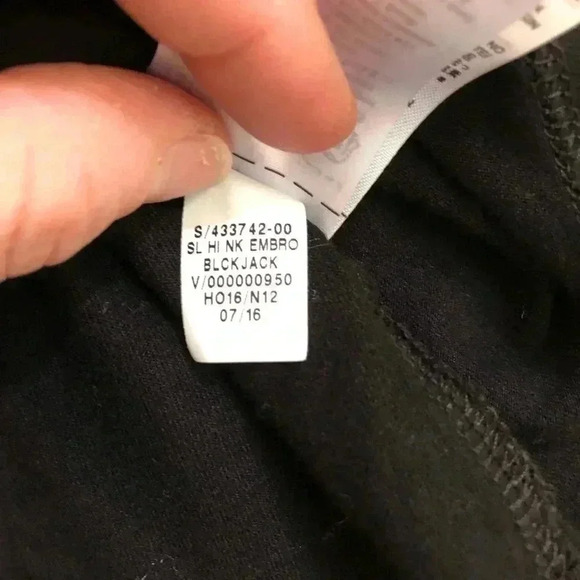 S/433742-00
SL HI NK EMBRO
BLCKJACK
V/000000950
HO16/N12
07/16